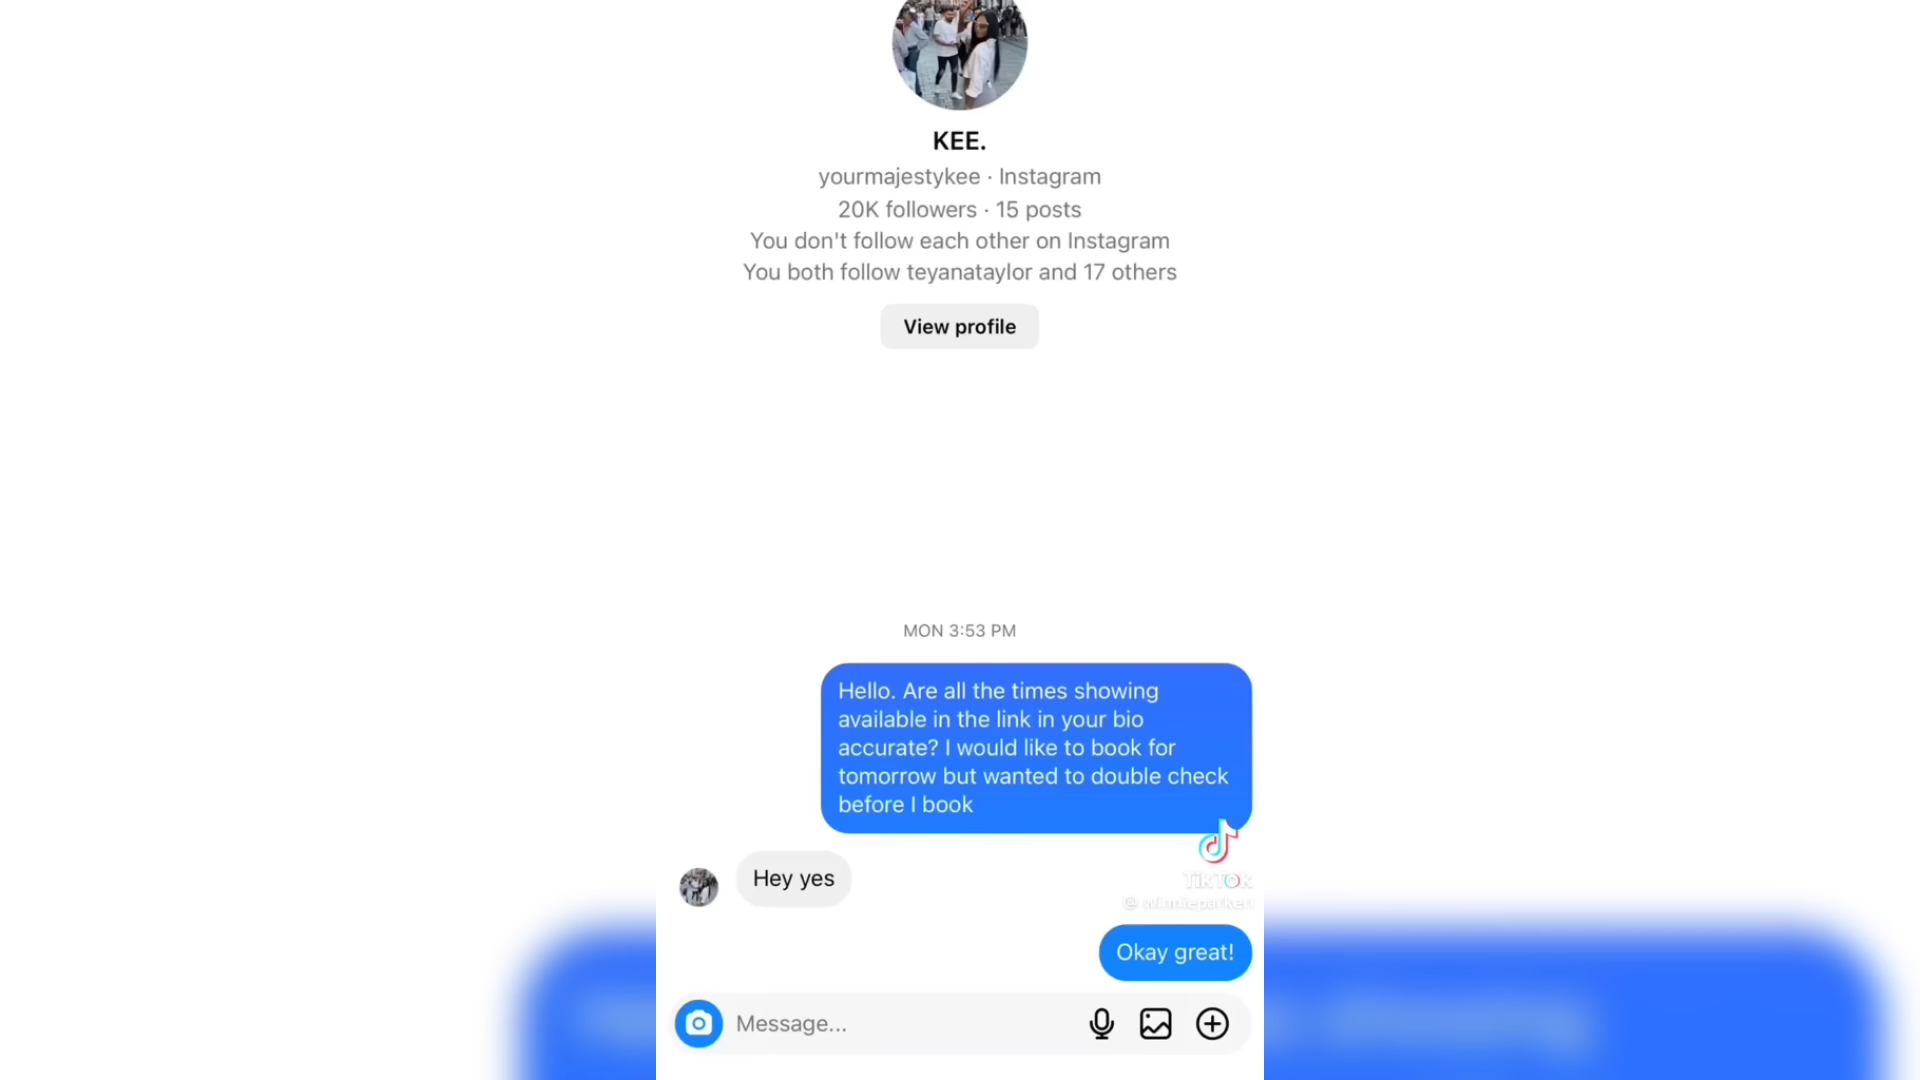 KEE.
yourmajestykee · Instagram
20K followers · 15 posts
You don't follow each other on Instagram
You both follow teyanataylor and 17 others
View profile
MON 3:53 PM
Hello. Are all the times showing
available in the link in your bio
accurate? I would like to book for
tomorrow but wanted to double check
before I book
Hey yes
TikTok
Okay great!
Message...